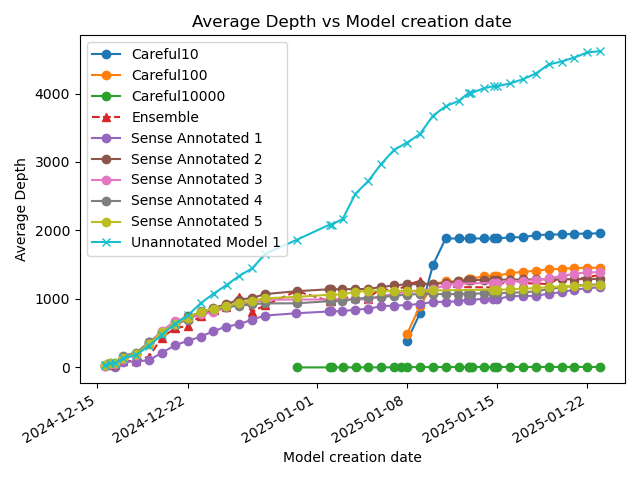 Average Depth vs Model creation date
Careful10
Careful100
Careful10000
Ensemble
Sense Annotated 1
Sense Annotated 2
Sense Annotated 3
Sense Annotated 4
Sense Annotated 5
Unannotated Model 1
Average Depth
4000
3000
2000
1000
0
2024-12-15
2024-12-22
2025-01-01
2025-01-08
2025-01-15
2025-01-22
Model creation date